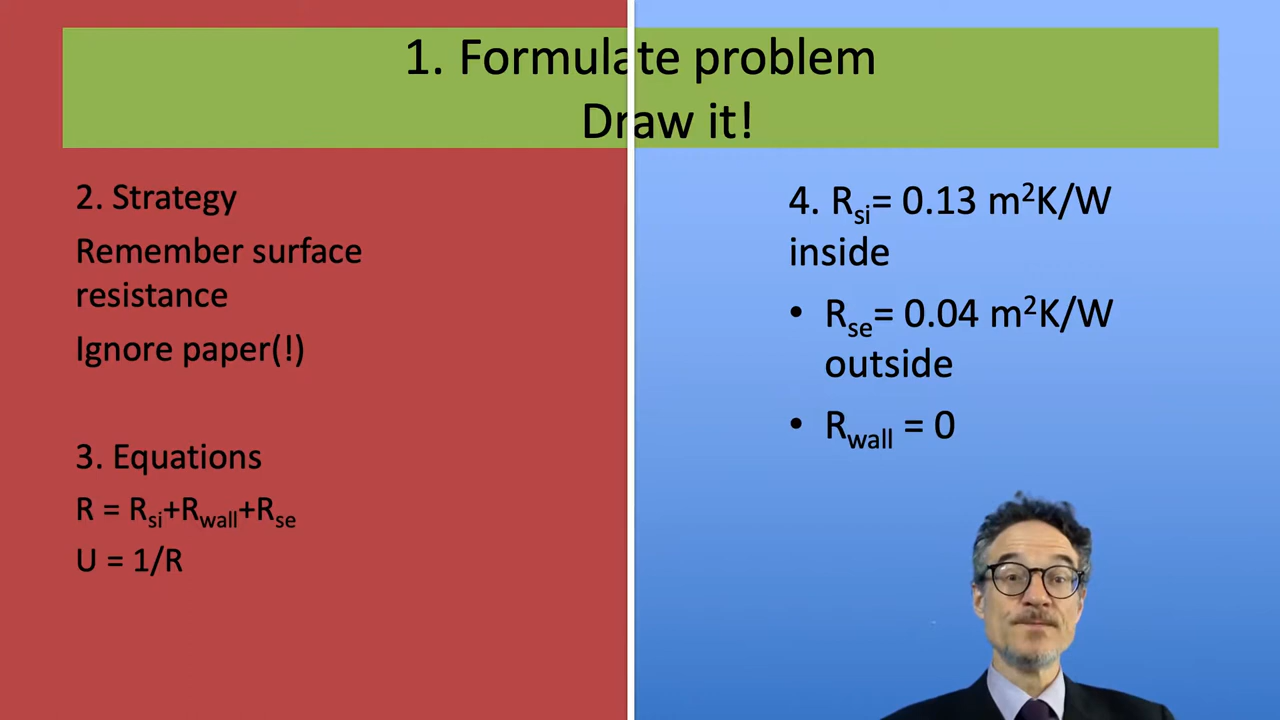 1. Formulate problem
Draw it!
2. Strategy
Remember surface
resistance
Ignore paper(!)
3. Equations
R = Rsi+Rwall+Rse
U = 1/R
4. Rsi= 0.13 m²K/W
inside
• Rse= 0.04 m²K/W
outside
• Rwall = 0